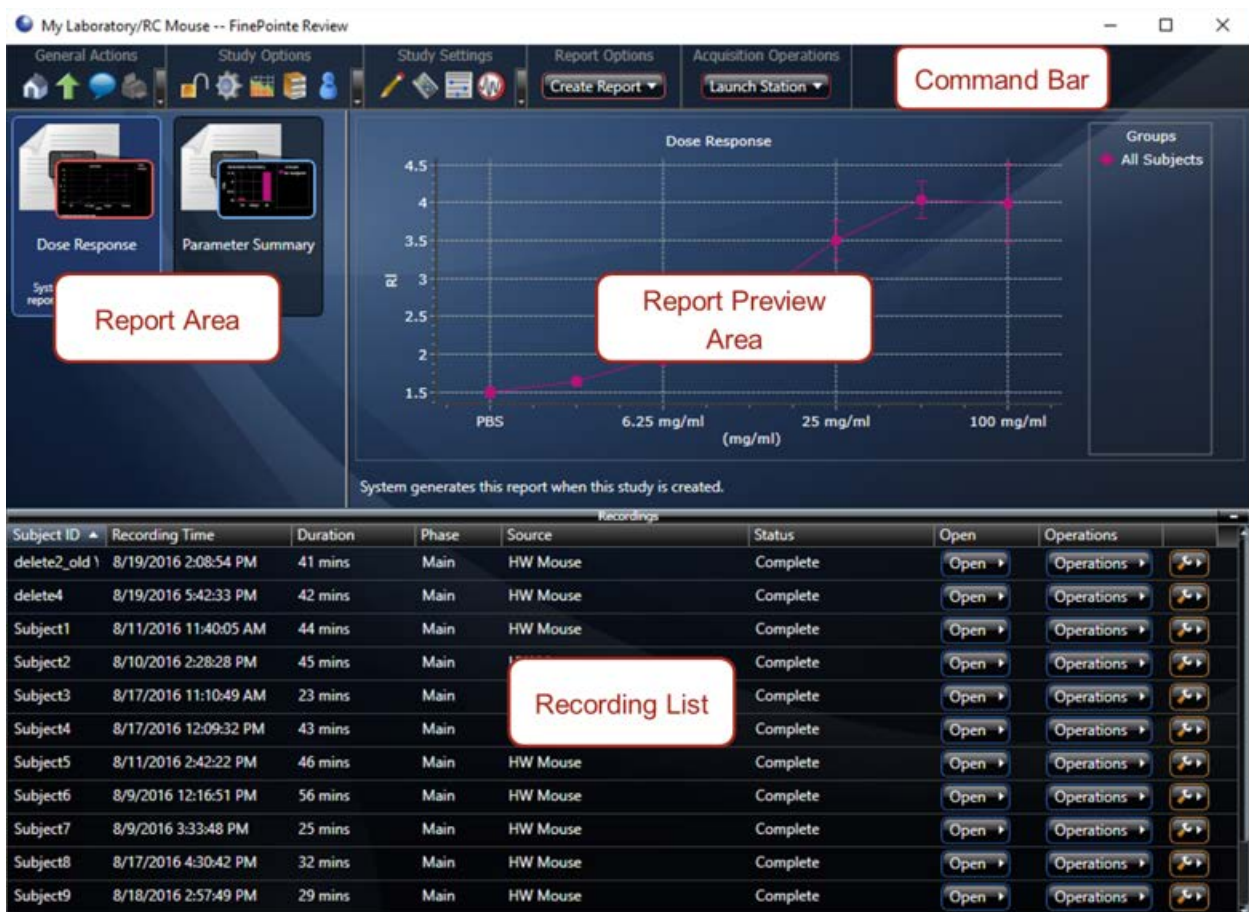 My Laboratory/RC Mouse -- FinePointe Review
General Actions Study Options Study Settings Report Options Acquisition Operations
Create Report Launch Station
Command Bar
Dose Response
Parameter Summary
Report Area
Dose Response
Groups
All Subjects
4.5
4
3.5
3
2.5
2
1.5
Rl
Report Preview
Area
PBS 6.25 mg/ml 25 mg/ml 100 mg/ml
(mg/ml)
System generates this report when this study is created.
Recordings
Subject ID Recording Time Duration Phase Source Status Open Operations
delete2_old 8/19/2016 2:08:54 PM 41 mins Main HW Mouse Complete Open Operations
delete4 8/19/2016 5:42:33 PM 42 mins Main HW Mouse Complete Open Operations
Subject1 8/11/2016 11:40:05 AM 44 mins Main HW Mouse Complete Open Operations
Subject2 8/10/2016 2:28:28 PM 45 mins Main Complete Open Operations
Subject3 8/17/2016 11:10:49 AM 23 mins Main Complete Open Operations
Subject4 8/17/2016 12:09:32 PM 43 mins Main Complete Open Operations
Recording List
Subject5 8/11/2016 2:42:22 PM 46 mins Main HW Mouse Complete Open Operations
Subject6 8/9/2016 12:16:51 PM 56 mins Main HW Mouse Complete Open Operations
Subject7 8/9/2016 3:33:48 PM 25 mins Main HW Mouse Complete Open Operations
Subject8 8/17/2016 4:30:42 PM 32 mins Main HW Mouse Complete Open Operations
Subject9 8/18/2016 2:57:49 PM 29 mins Main HW Mouse Complete Open Operations